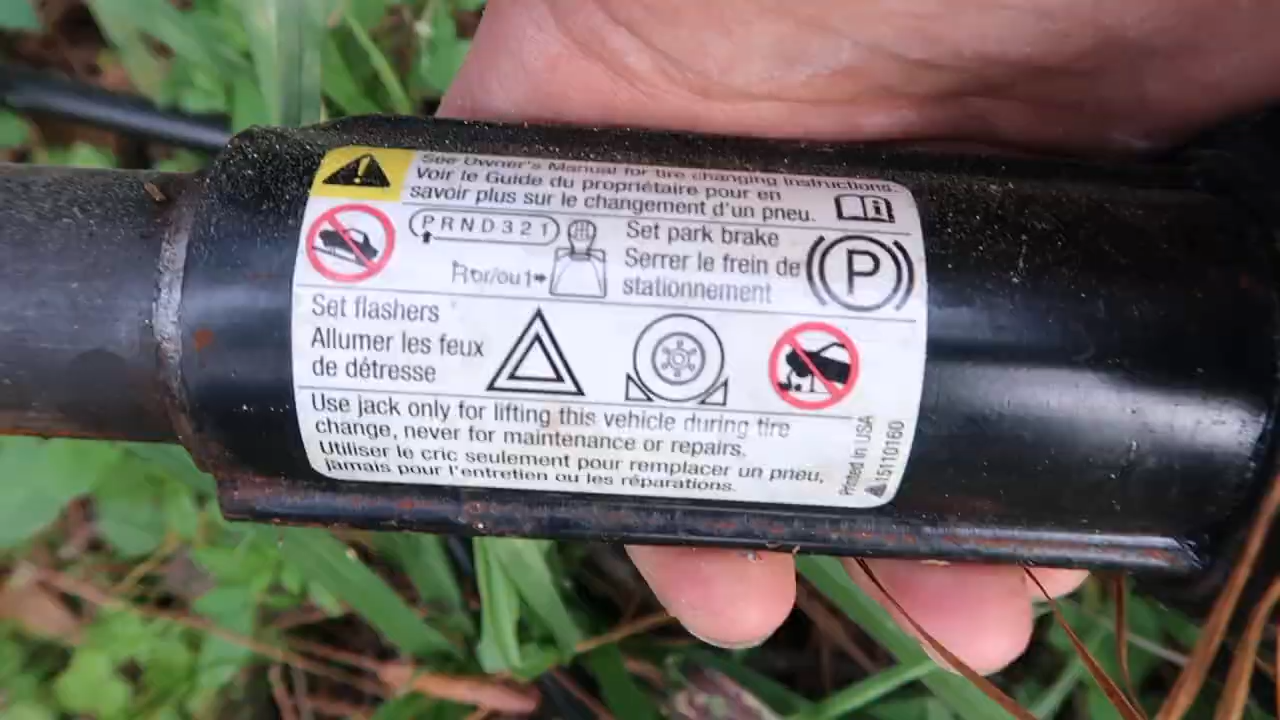 See Owner's Manual for tire changing instructions.
Voir le Guide du propriétaire pour en
savoir plus sur le changement d'un pneu.
PRND321
R or/ou 1
Set park brake
Serrer le frein de
stationnement
P
Set flashers
Allumer les feux
de détresse
Use jack only for lifting this vehicle during tire
change, never for maintenance or repairs.
Utiliser le cric seulement pour remplacer un pneu,
jamais pour l'entretien ou les réparations.
Printed in USA
15110160